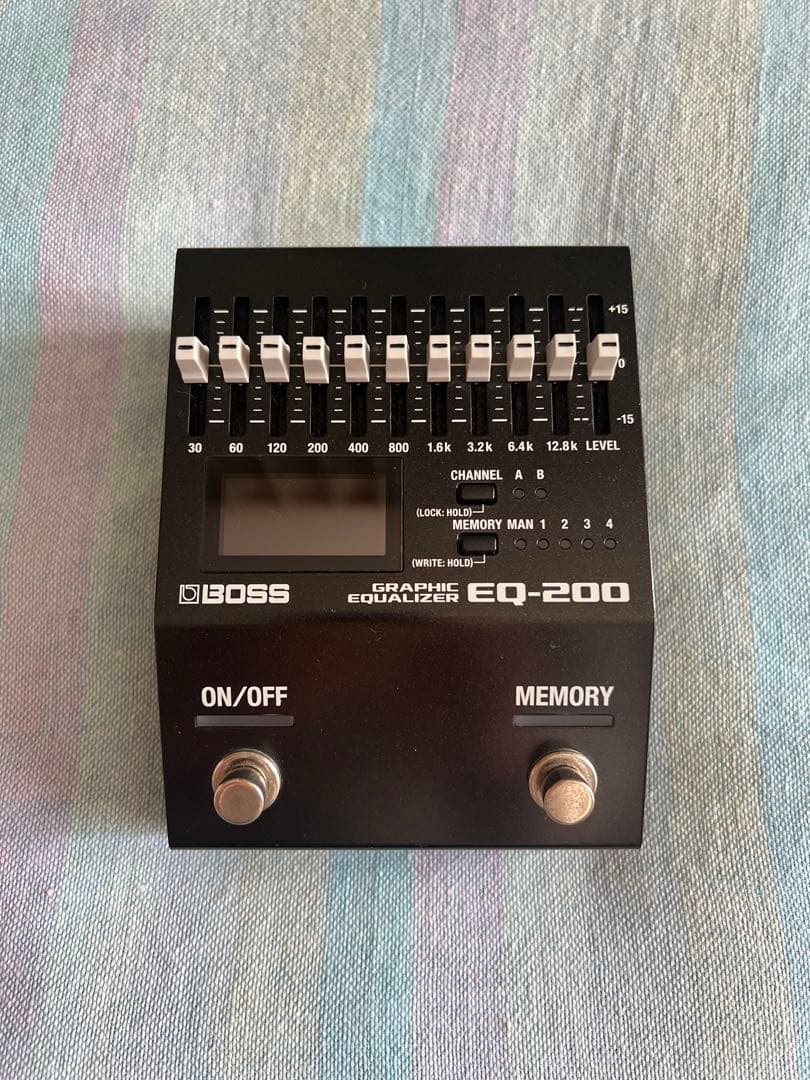 +15
0
-15
30 60 120 200 400 800 1.6k 3.2k 6.4k 12.8k LEVEL
CHANNEL A B
(LOCK: HOLD)
MEMORY MAN 1 2 3 4
(WRITE: HOLD)
BOSS GRAPHIC EQUALIZER EQ-200
ON/OFF MEMORY